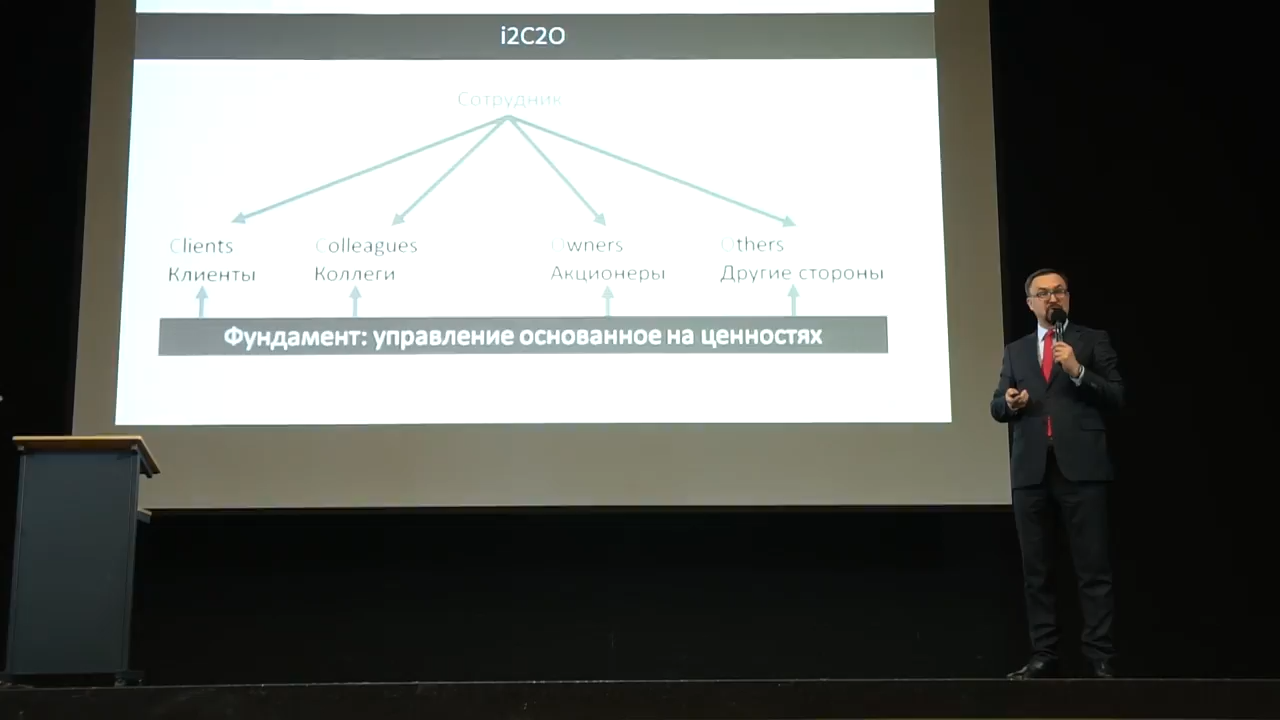 i2C2O
Сотрудник
Clients
Клиенты
Colleagues
Коллеги
Owners
Акционеры
Others
Другие стороны
Фундамент: управление основанное на ценностях